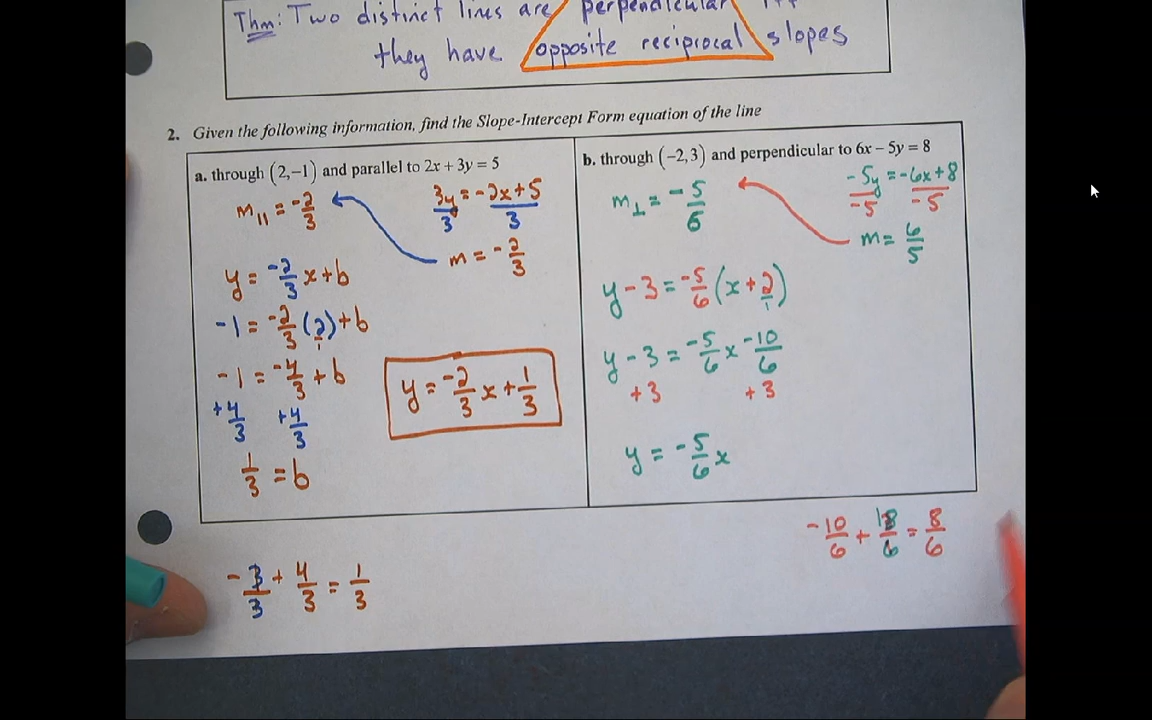 Thm: Two distinct lines are perpendicular iff
they have opposite reciprocal slopes
2. Given the following information, find the Slope-Intercept Form equation of the line
a. through (2,−1) and parallel to 2x + 3y = 5
m∥ = -2/3
3y/3 = -2x+5/3
m = -2/3
y = -2/3 x + b
-1 = -2/3 (2/1) + b
-1 = -4/3 + b
+4/3 +4/3
1/3 = b
y = -2/3 x + 1/3
-3/3 + 4/3 = 1/3
b. through (−2,3) and perpendicular to 6x − 5y = 8
m⊥ = -5/6
-5y/-5 = -6x+8/-5
m = 6/5
y - 3 = -5/6 (x + 2/1)
y - 3 = -5/6 x -10/6
+3 +3
y = -5/6 x
-10/6 + 18/6 = 8/6